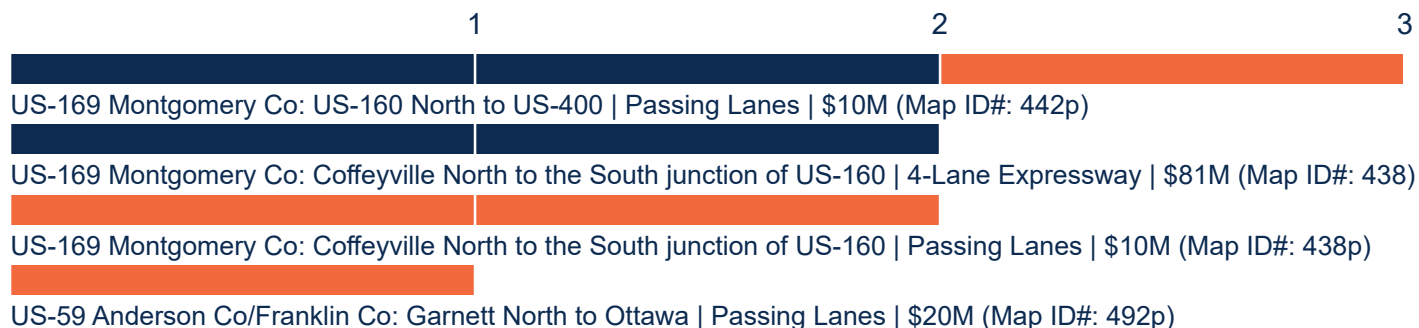 1 2 3
US-169 Montgomery Co: US-160 North to US-400 | Passing Lanes | $10M (Map ID#: 442p)
US-169 Montgomery Co: Coffeyville North to the South junction of US-160 | 4-Lane Expressway | $81M (Map ID#: 438)
US-169 Montgomery Co: Coffeyville North to the South junction of US-160 | Passing Lanes | $10M (Map ID#: 438p)
US-59 Anderson Co/Franklin Co: Garnett North to Ottawa | Passing Lanes | $20M (Map ID#: 492p)